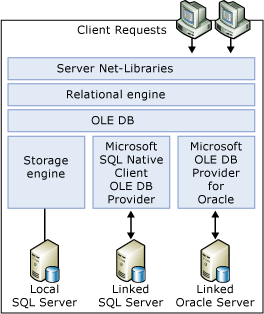 Client Requests
Server Net-Libraries
Relational engine
OLE DB
Storage
engine
Microsoft
SQL Native
Client
OLE DB
Provider
Microsoft
OLE DB
Provider
for
Oracle
Local
SQL Server
Linked
SQL Server
Linked
Oracle Server